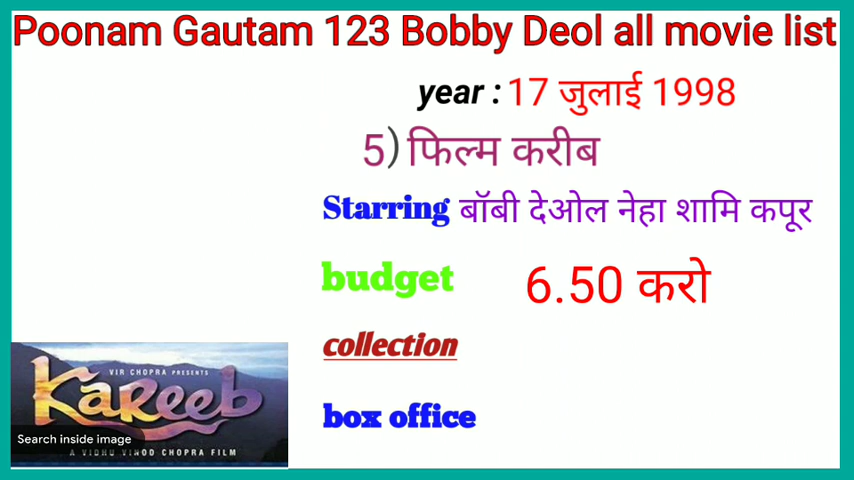 Poonam Gautam 123 Bobby Deol all movie list
year : 17 जुलाई 1998
5) फिल्म करीब
Starring बॉबी देओल नेहा शामि कपूर
budget 6.50 करो
collection
box office
VIR CHOPRA PRESENTS
Kareeb
Search inside image
A VIDHU VINOD CHOPRA FILM